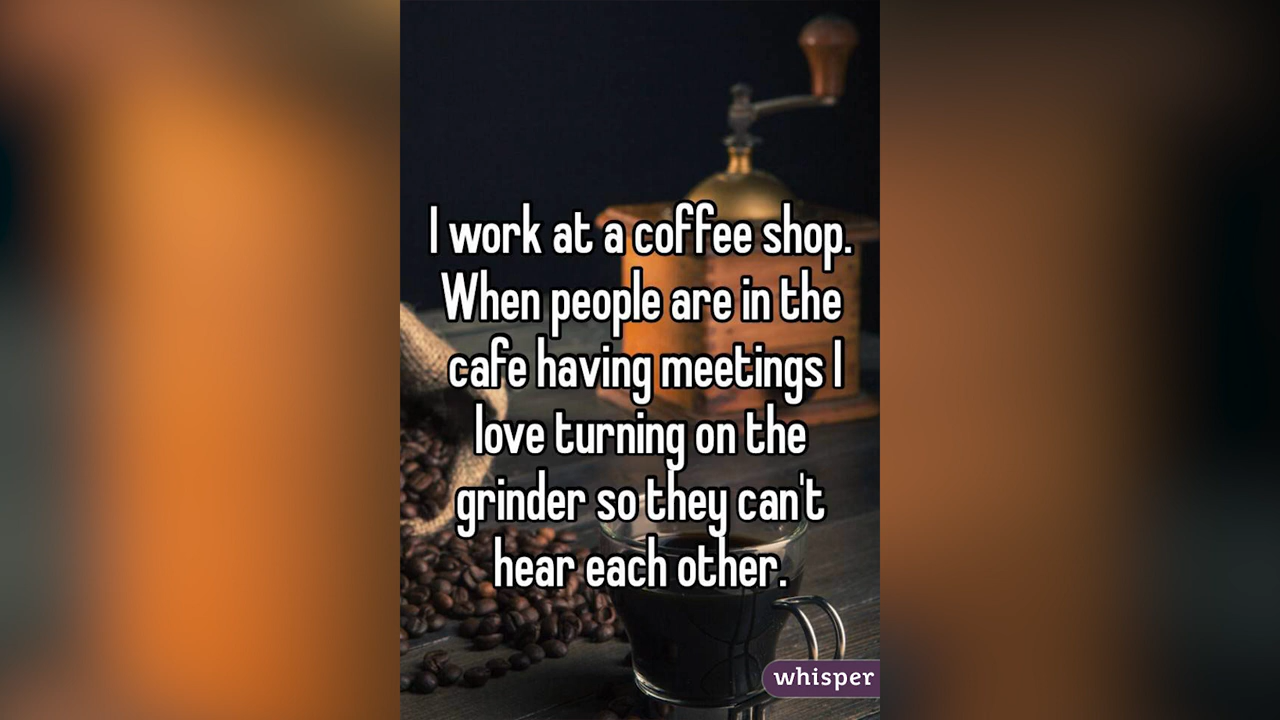 I work at a coffee shop.
When people are in the
cafe having meetings I
love turning on the
grinder so they can't
hear each other.
whisper